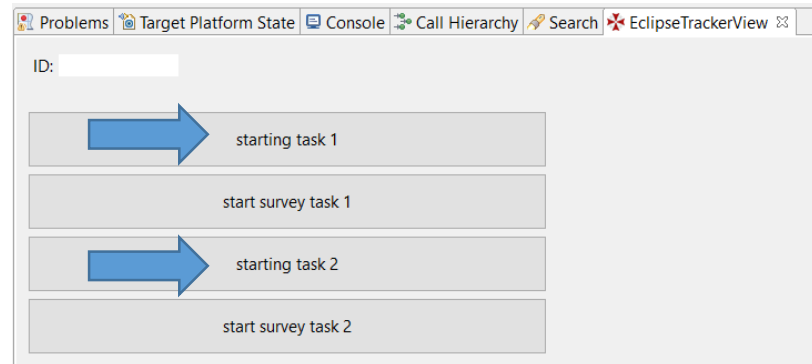 Problems Target Platform State Console Call Hierarchy Search EclipseTrackerView
ID:
starting task 1
start survey task 1
starting task 2
start survey task 2